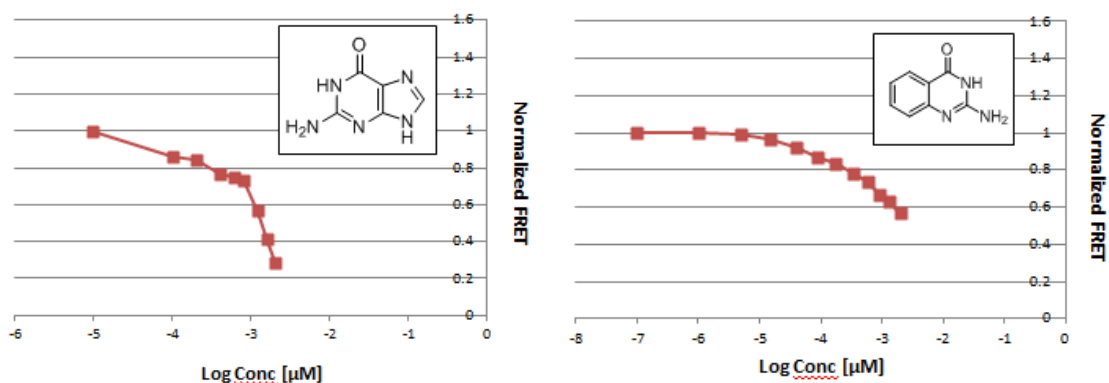 1.6
1.4
1.2
1
0.8
0.6
0.4
0.2
0
-6
-5
-4
-3
-2
-1
0
Log Conc [μM]
Normalized FRET
O
HN
N
H₂N
N
N
H
1.6
1.4
1.2
1
0.8
0.6
0.4
0.2
0
-8
-7
-6
-5
-4
-3
-2
-1
0
Log Conc [μM]
Normalized FRET
O
NH
N
NH₂